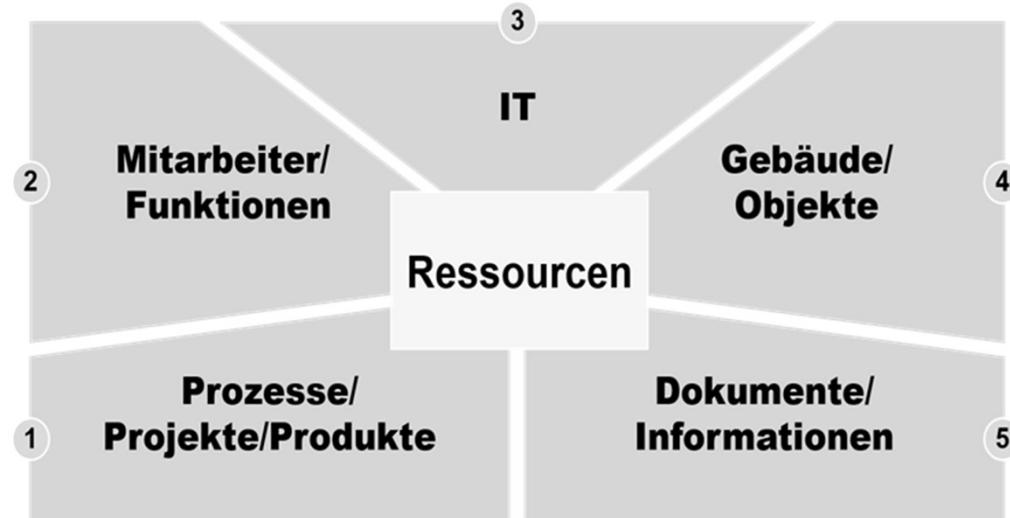 3
IT
2
Mitarbeiter/
Funktionen
Gebäude/
Objekte
4
Ressourcen
1
Prozesse/
Projekte/Produkte
Dokumente/
Informationen
5